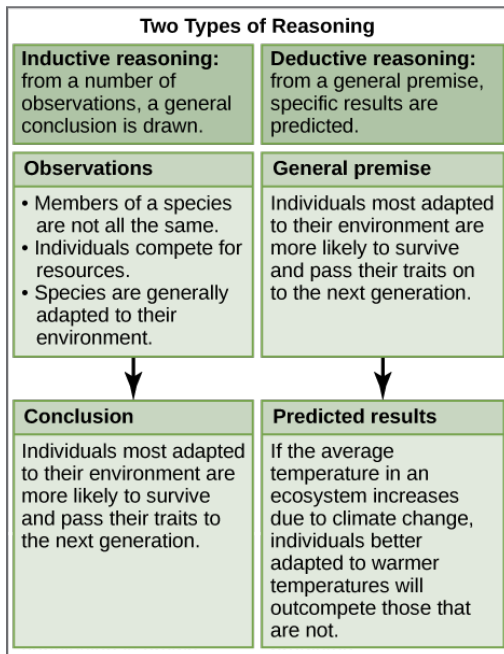 Two Types of Reasoning
Inductive reasoning:
from a number of
observations, a general
conclusion is drawn.
Deductive reasoning:
from a general premise,
specific results are
predicted.
Observations
• Members of a species
are not all the same.
• Individuals compete for
resources.
• Species are generally
adapted to their
environment.
General premise
Individuals most adapted
to their environment are
more likely to survive
and pass their traits on
to the next generation.
Conclusion
Individuals most adapted
to their environment are
more likely to survive
and pass their traits to
the next generation.
Predicted results
If the average
temperature in an
ecosystem increases
due to climate change,
individuals better
adapted to warmer
temperatures will
outcompete those that
are not.